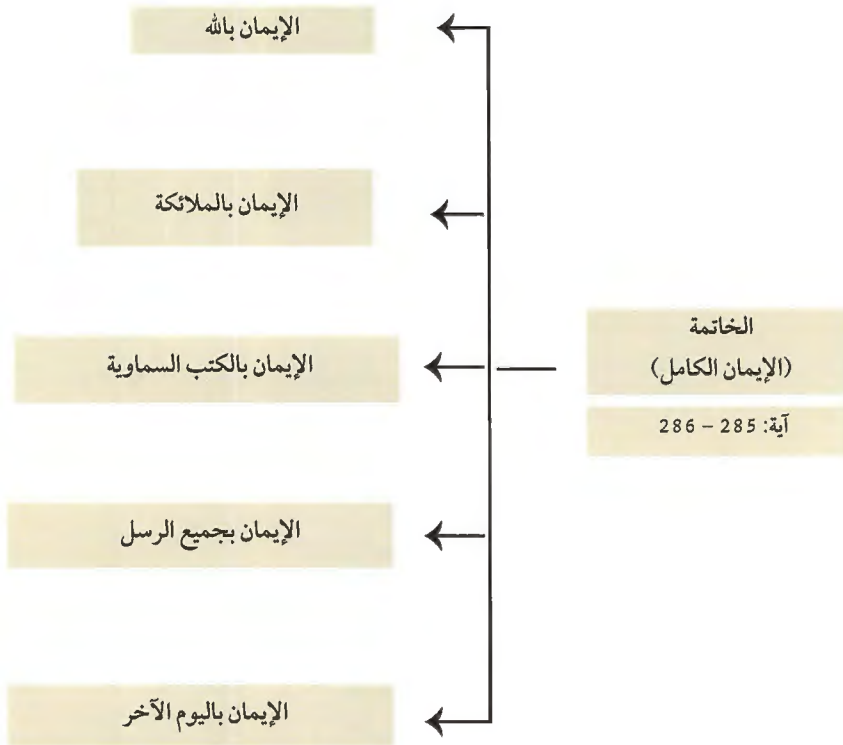 الخاتمة
(الإيمان الكامل)
آية: 285 – 286
الإيمان بالله
الإيمان بالملائكة
الإيمان بالكتب السماوية
الإيمان بجميع الرسل
الإيمان باليوم الآخر